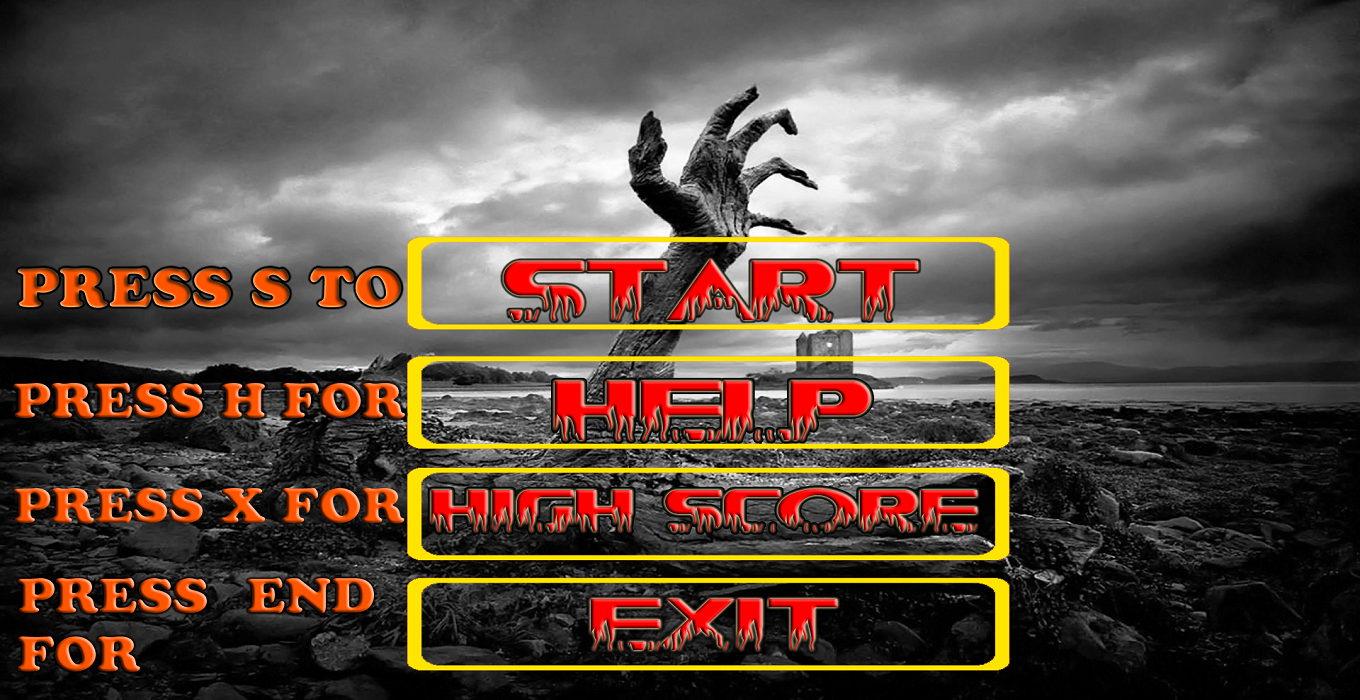 PRESS S TO START
PRESS H FOR HELP
PRESS X FOR HIGH SCORE
PRESS END
FOR EXIT